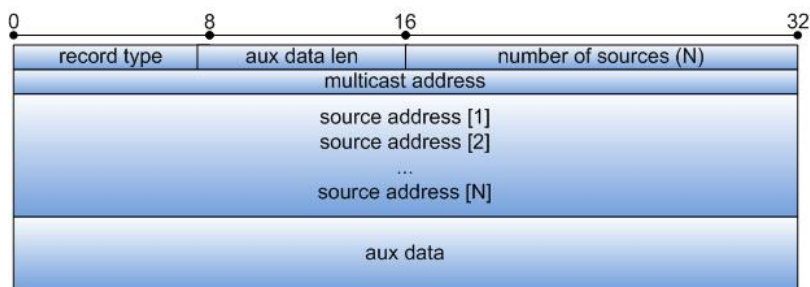 0 8 16 32
record type aux data len number of sources (N)
multicast address
source address [1]
source address [2]
...
source address [N]
aux data